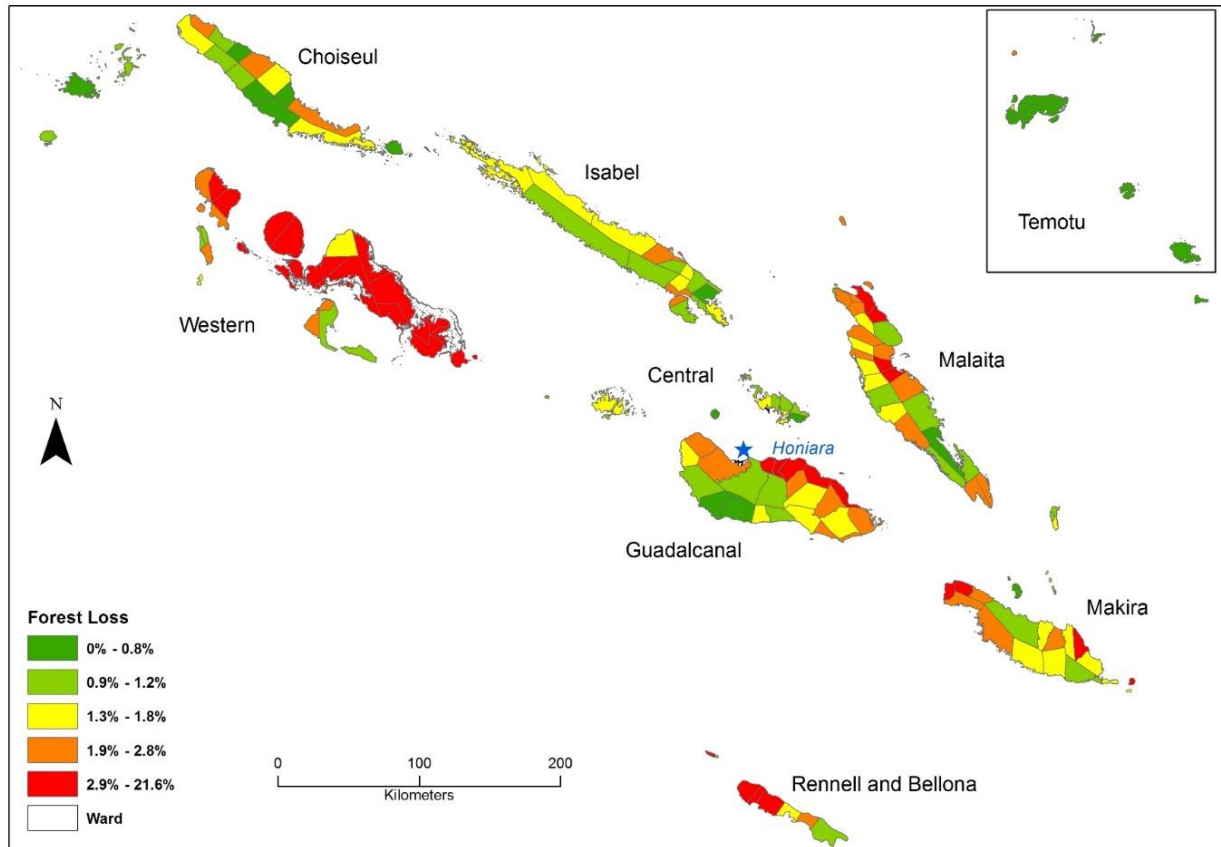 Choiseul
Isabel
Temotu
Western
Malaita
Central
N
Honiara
Guadalcanal
Makira
Forest Loss
0% - 0.8%
0.9% - 1.2%
1.3% - 1.8%
1.9% - 2.8%
2.9% - 21.6%
Ward
0 100 200
Kilometers
Rennell and Bellona